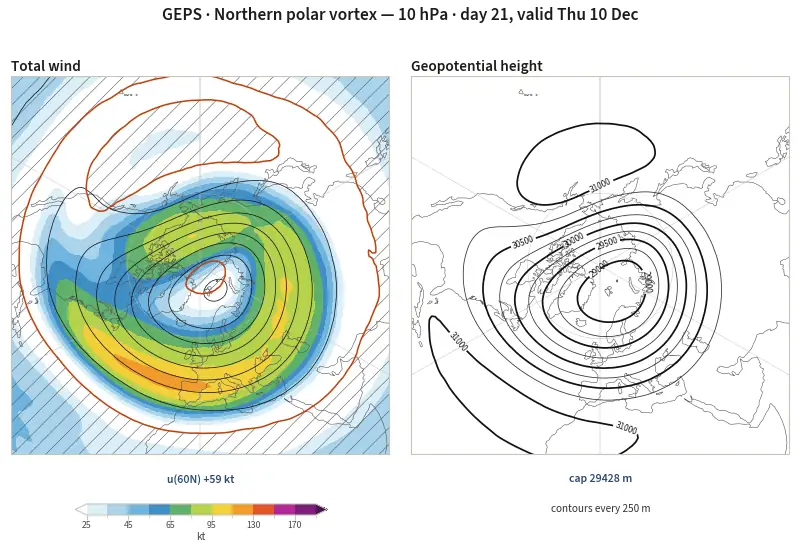 GEPS · Northern polar vortex — 10 hPa · day 21, valid Thu 10 Dec
Total wind
Geopotential height
31000
30500
30000
29500
29000
31000
31000
u(60N) +59 kt
cap 29428 m
contours every 250 m
25 45 65 95 130 170
kt